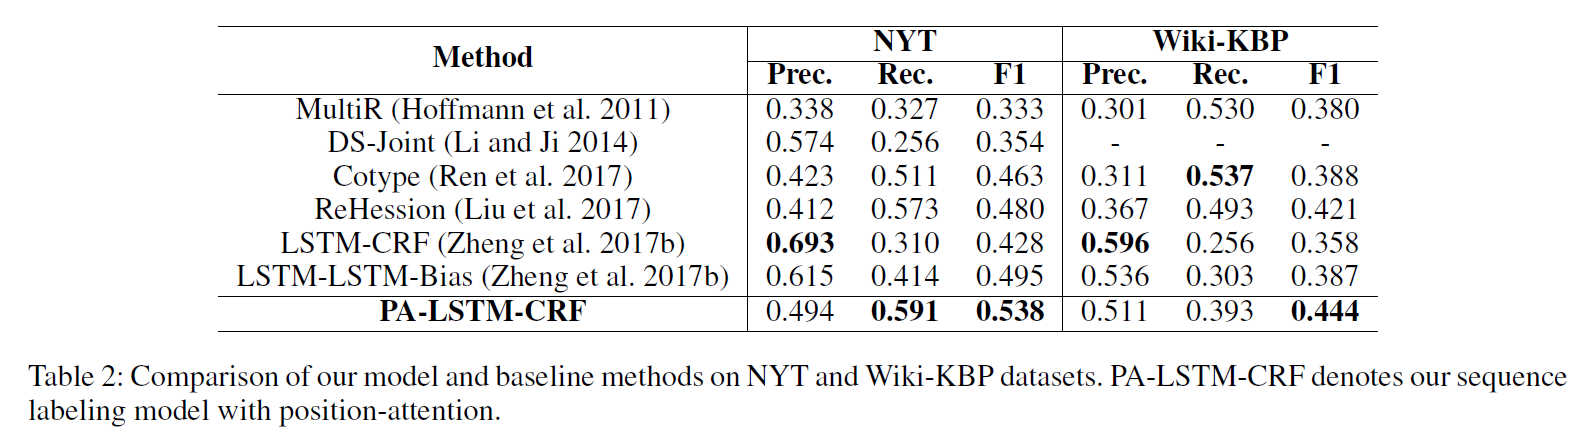 Method NYT Wiki-KBP
Prec. Rec. F1 Prec. Rec. F1
MultiR (Hoffmann et al. 2011) 0.338 0.327 0.333 0.301 0.530 0.380
DS-Joint (Li and Ji 2014) 0.574 0.256 0.354 - - -
Cotype (Ren et al. 2017) 0.423 0.511 0.463 0.311 0.537 0.388
ReHession (Liu et al. 2017) 0.412 0.573 0.480 0.367 0.493 0.421
LSTM-CRF (Zheng et al. 2017b) 0.693 0.310 0.428 0.596 0.256 0.358
LSTM-LSTM-Bias (Zheng et al. 2017b) 0.615 0.414 0.495 0.536 0.303 0.387
PA-LSTM-CRF 0.494 0.591 0.538 0.511 0.393 0.444
Table 2: Comparison of our model and baseline methods on NYT and Wiki-KBP datasets. PA-LSTM-CRF denotes our sequence
labeling model with position-attention.